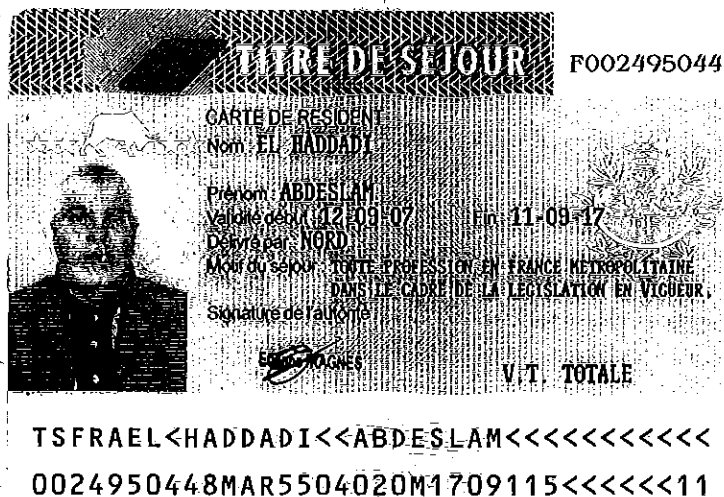 TITRE DE SÉJOUR F002495044
CARTE DE RESIDENT
Nom EL HADDADI
Prénom ABDESLAM
Validité début 12-09-07 Fin 11-09-17
Délivré par NORD
Motif du séjour TOUTE PROFESSION EN FRANCE METROPOLITAINE
DANS LE CADRE DE LA LEGISLATION EN VIGUEUR.
Signature de l'autorité
MAGNES
V.T. TOTALE
TSFRAEL<HADDADI<<ABDESLAM<<<<<<<<<<<
0024950448MAR5504020M1709115<<<<<<11